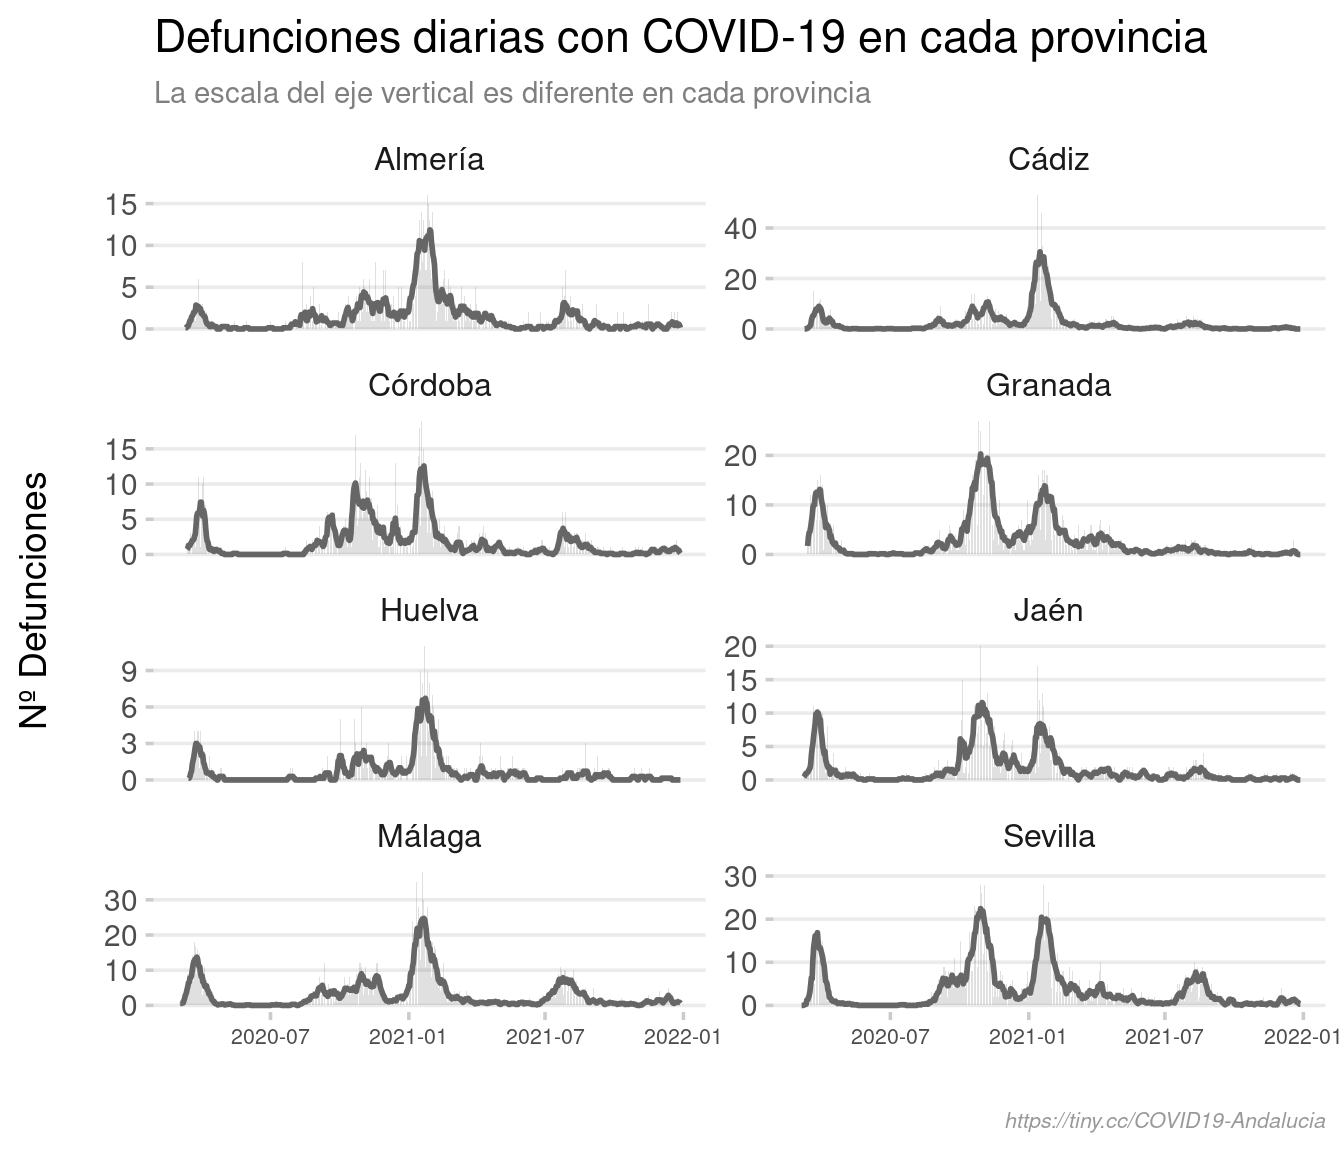 Defunciones diarias con COVID-19 en cada provincia
La escala del eje vertical es diferente en cada provincia
Nº Defunciones
Almería
15
10
5
0
Cádiz
40
20
0
Córdoba
15
10
5
0
Granada
20
10
0
Huelva
9
6
3
0
Jaén
20
15
10
5
0
Málaga
30
20
10
0
2020-07 2021-01 2021-07 2022-01
Sevilla
30
20
10
0
2020-07 2021-01 2021-07 2022-01
https://tiny.cc/COVID19-Andalucia